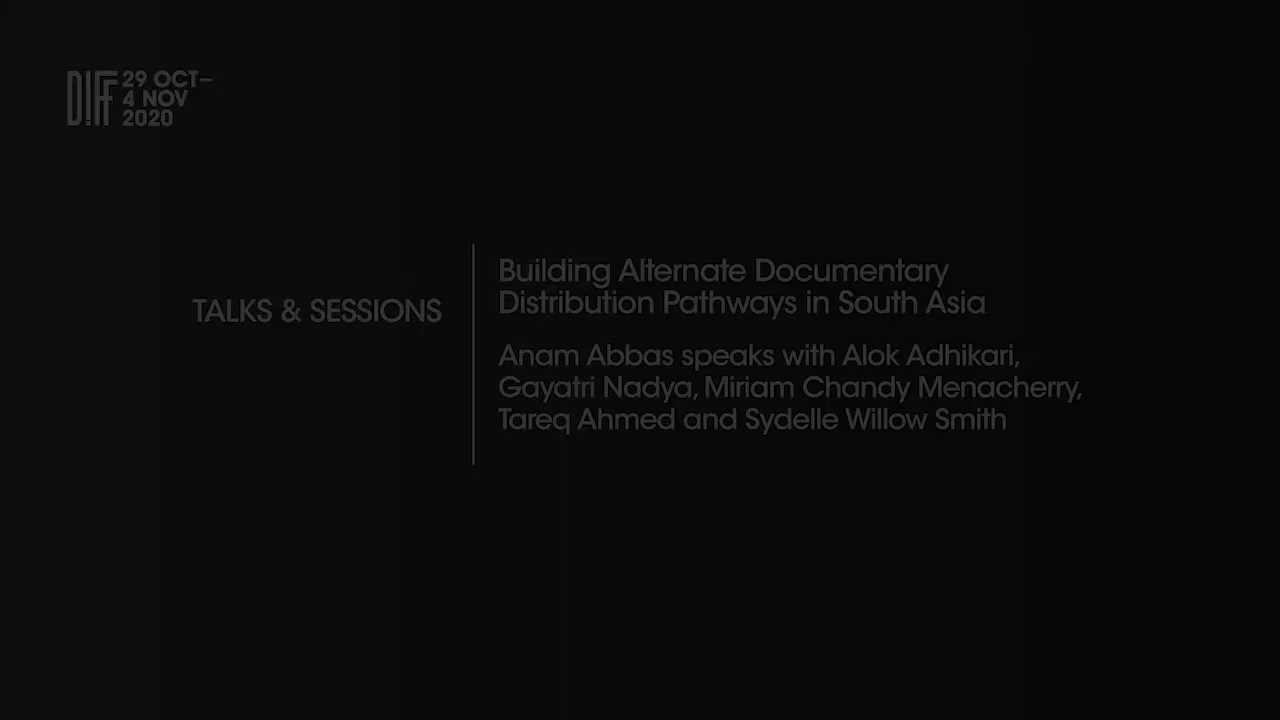 DIFF
29 OCT–
4 NOV
2020
TALKS & SESSIONS
Building Alternate Documentary
Distribution Pathways in South Asia
Anam Abbas speaks with Alok Adhikari,
Gayatri Nadya, Miriam Chandy Menacherry,
Tareq Ahmed and Sydelle Willow Smith